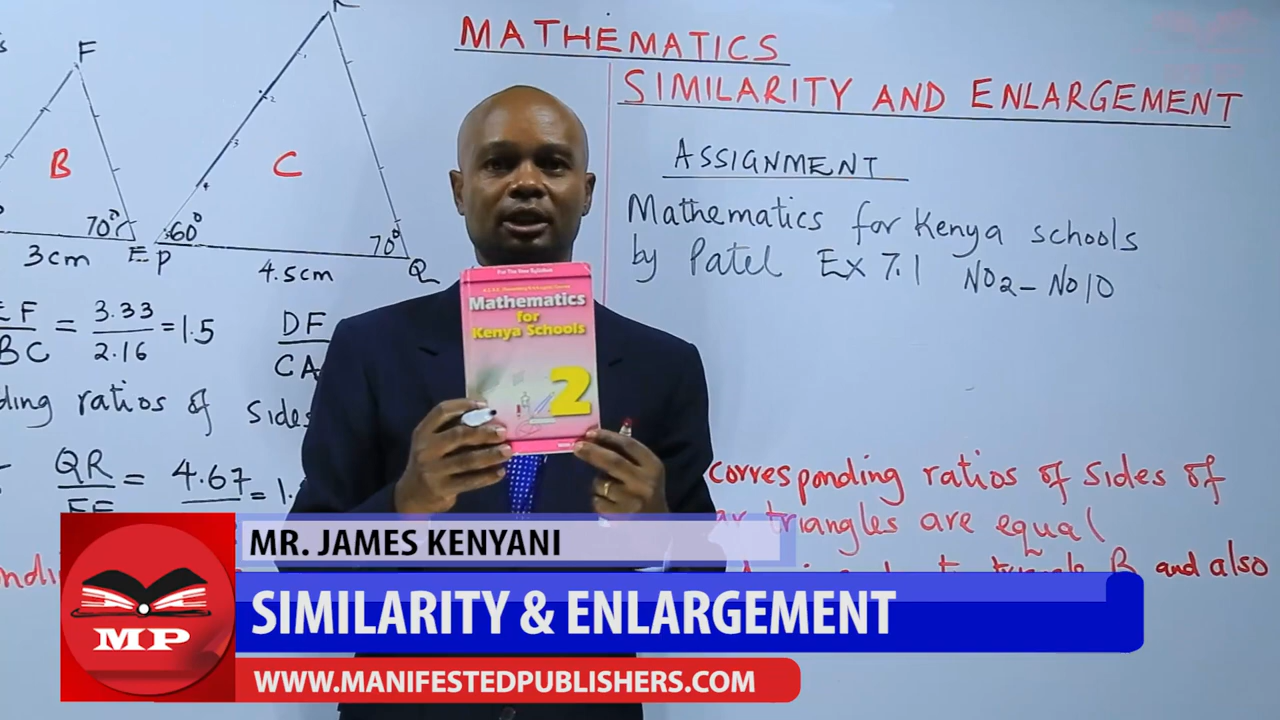 MATHEMATICS
SIMILARITY AND ENLARGEMENT
ASSIGNMENT
Mathematics for Kenya schools
by Patel Ex 7.1 No2 – No10
F
B
70°
3cm
E
C
60°
70°
P
4.5cm
Q
EF/BC = 3.33/2.16 = 1.5
DF/CA
ratios of sides
QR/EF = 4.67
corresponding ratios of sides of
triangles are equal
triangle B and also
For The New Syllabus
Mathematics
for
Kenya Schools
2
MR. JAMES KENYANI
SIMILARITY & ENLARGEMENT
MP
WWW.MANIFESTEDPUBLISHERS.COM